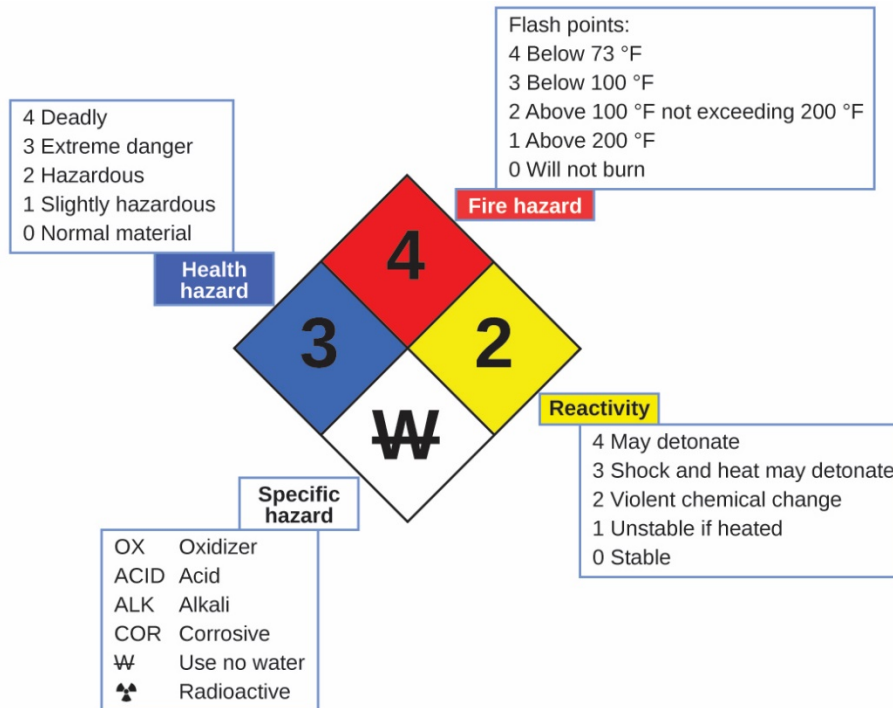 Flash points:
4 Below 73 °F
3 Below 100 °F
2 Above 100 °F not exceeding 200 °F
1 Above 200 °F
0 Will not burn
Fire hazard
4 Deadly
3 Extreme danger
2 Hazardous
1 Slightly hazardous
0 Normal material
Health
hazard
4
3
2
W̶
Reactivity
4 May detonate
3 Shock and heat may detonate
2 Violent chemical change
1 Unstable if heated
0 Stable
Specific
hazard
OX Oxidizer
ACID Acid
ALK Alkali
COR Corrosive
W̶ Use no water
☢ Radioactive